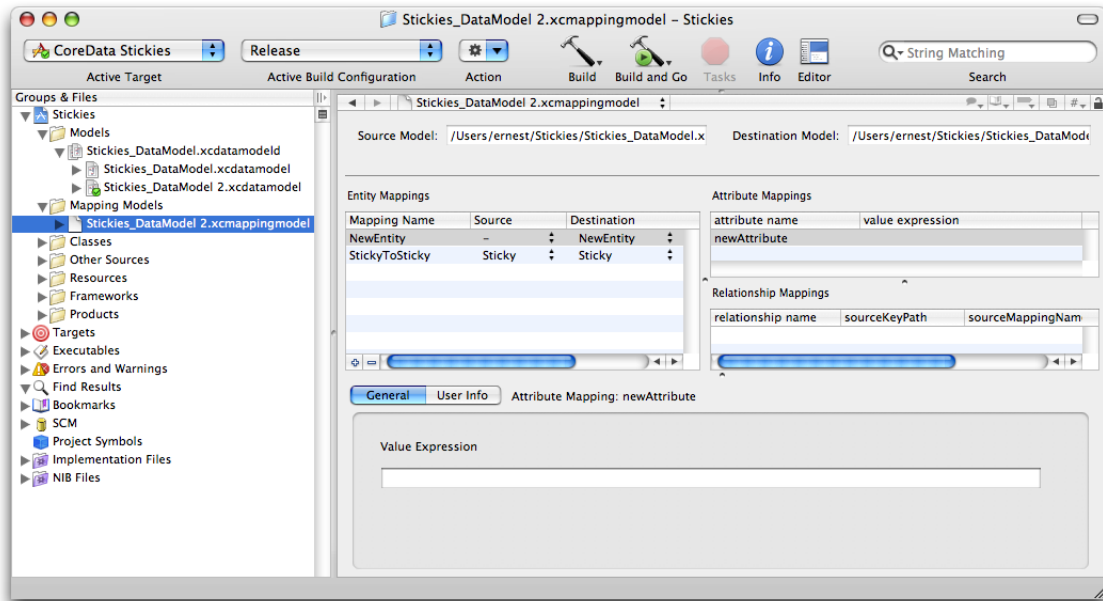 Stickies_DataModel 2.xcmappingmodel – Stickies
CoreData Stickies
Release
String Matching
Active Target
Active Build Configuration
Action
Build
Build and Go
Tasks
Info
Editor
Search
Groups & Files
Stickies
Models
Stickies_DataModel.xcdatamodeld
Stickies_DataModel.xcdatamodel
Stickies_DataModel 2.xcdatamodel
Mapping Models
Stickies_DataModel 2.xcmappingmodel
Classes
Other Sources
Resources
Frameworks
Products
Targets
Executables
Errors and Warnings
Find Results
Bookmarks
SCM
Project Symbols
Implementation Files
NIB Files
Stickies_DataModel 2.xcmappingmodel
Source Model: /Users/ernest/Stickies/Stickies_DataModel.x
Destination Model: /Users/ernest/Stickies/Stickies_DataMode
Entity Mappings
Mapping Name Source Destination
NewEntity – NewEntity
StickyToSticky Sticky Sticky
Attribute Mappings
attribute name value expression
newAttribute
Relationship Mappings
relationship name sourceKeyPath sourceMappingNam
General User Info Attribute Mapping: newAttribute
Value Expression